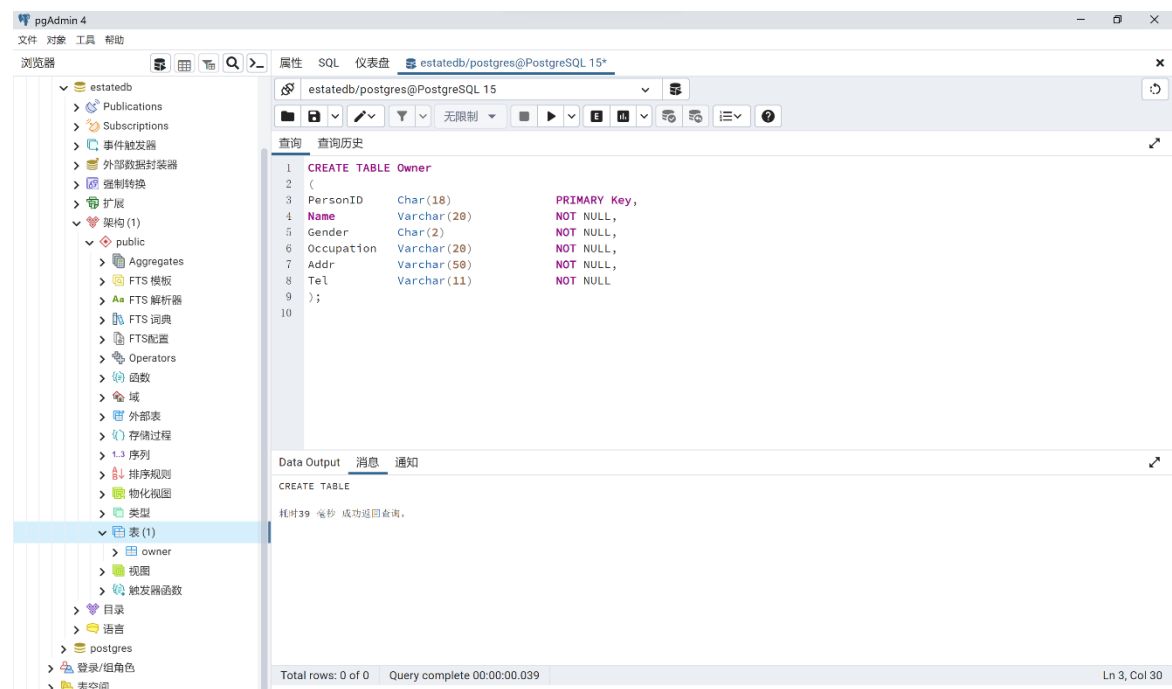 pgAdmin 4
文件 对象 工具 帮助
浏览器
属性 SQL 仪表盘 estatedb/postgres@PostgreSQL 15*
estatedb
Publications
Subscriptions
事件触发器
外部数据封装器
强制转换
扩展
架构 (1)
public
Aggregates
FTS 模板
Aa FTS 解析器
FTS 词典
FTS配置
Operators
函数
域
外部表
存储过程
1..3 序列
排序规则
物化视图
类型
表 (1)
owner
视图
触发器函数
目录
语言
postgres
登录/组角色
表空间
estatedb/postgres@PostgreSQL 15
无限制
E
查询 查询历史
1 CREATE TABLE Owner
2 (
3 PersonID Char(18) PRIMARY Key,
4 Name Varchar(20) NOT NULL,
5 Gender Char(2) NOT NULL,
6 Occupation Varchar(20) NOT NULL,
7 Addr Varchar(50) NOT NULL,
8 Tel Varchar(11) NOT NULL
9 );
10
Data Output 消息 通知
CREATE TABLE
耗时39 毫秒 成功返回查询。
Total rows: 0 of 0 Query complete 00:00:00.039 Ln 3, Col 30